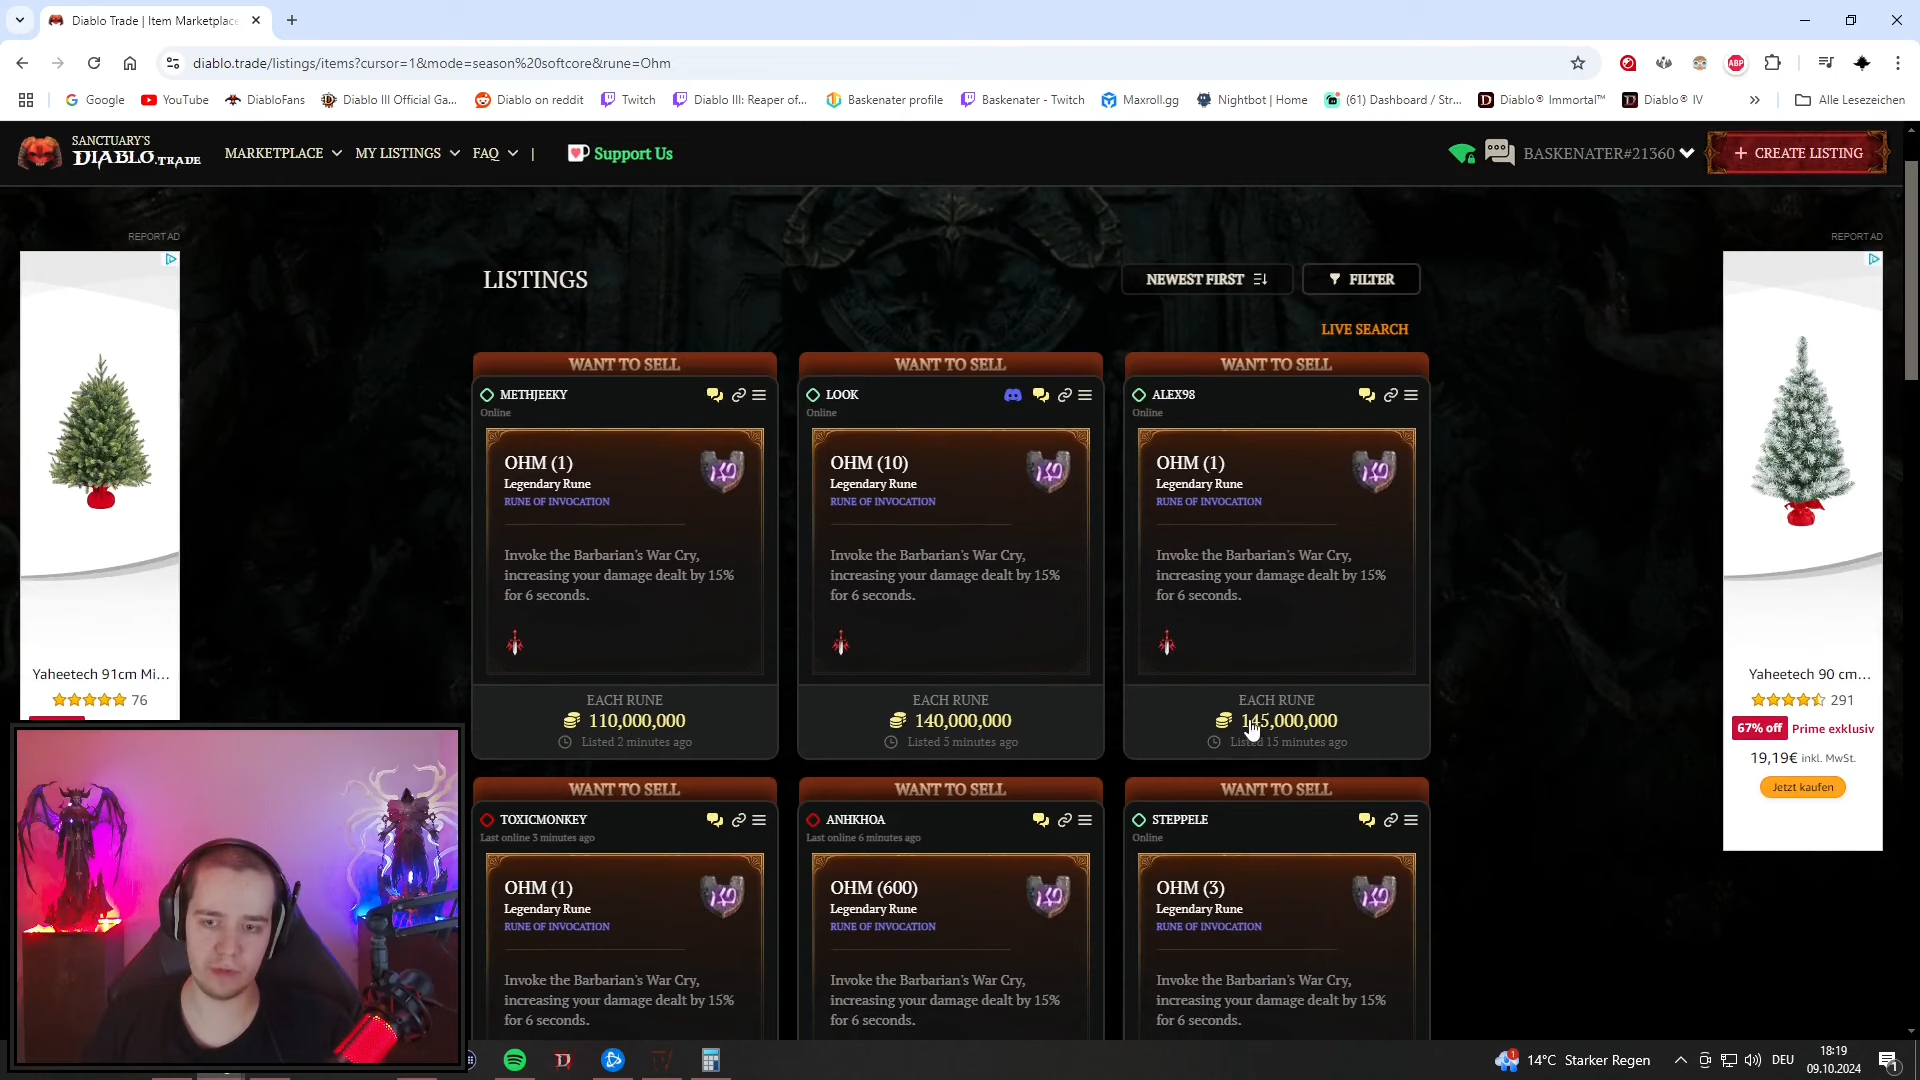 Diablo Trade | Item Marketplace
diablo.trade/listings/items?cursor=1&mode=season%20softcore&rune=Ohm
ABP
Google
YouTube
DiabloFans
Diablo III Official Ga...
Diablo on reddit
Twitch
Diablo III: Reaper of...
Baskenater profile
Baskenater - Twitch
Maxroll.gg
Nightbot | Home
(61) Dashboard / Str...
Diablo® Immortal™
Diablo® IV
Alle Lesezeichen
SANCTUARY'S
DIABLO.TRADE
MARKETPLACE
MY LISTINGS
FAQ
|
Support Us
BASKENATER#21360
+ CREATE LISTING
REPORT AD
REPORT AD
LISTINGS
NEWEST FIRST
FILTER
LIVE SEARCH
WANT TO SELL
METHJEEKY
Online
OHM (1)
Legendary Rune
RUNE OF INVOCATION
Invoke the Barbarian's War Cry,
increasing your damage dealt by 15%
for 6 seconds.
EACH RUNE
110,000,000
Listed 2 minutes ago
WANT TO SELL
LOOK
Online
OHM (10)
Legendary Rune
RUNE OF INVOCATION
Invoke the Barbarian's War Cry,
increasing your damage dealt by 15%
for 6 seconds.
EACH RUNE
140,000,000
Listed 5 minutes ago
WANT TO SELL
ALEX98
Online
OHM (1)
Legendary Rune
RUNE OF INVOCATION
Invoke the Barbarian's War Cry,
increasing your damage dealt by 15%
for 6 seconds.
EACH RUNE
145,000,000
Listed 15 minutes ago
WANT TO SELL
TOXICMONKEY
Last online 3 minutes ago
OHM (1)
Legendary Rune
RUNE OF INVOCATION
Invoke the Barbarian's War Cry,
increasing your damage dealt by 15%
for 6 seconds.
WANT TO SELL
ANHKHOA
Last online 6 minutes ago
OHM (600)
Legendary Rune
RUNE OF INVOCATION
Invoke the Barbarian's War Cry,
increasing your damage dealt by 15%
for 6 seconds.
WANT TO SELL
STEPPELE
Online
OHM (3)
Legendary Rune
RUNE OF INVOCATION
Invoke the Barbarian's War Cry,
increasing your damage dealt by 15%
for 6 seconds.
Yaheetech 91cm Mi...
76
Yaheetech 90 cm...
291
67% off Prime exklusiv
19,19€ inkl. MwSt.
Jetzt kaufen
1
14°C Starker Regen
DEU
18:19
09.10.2024
1